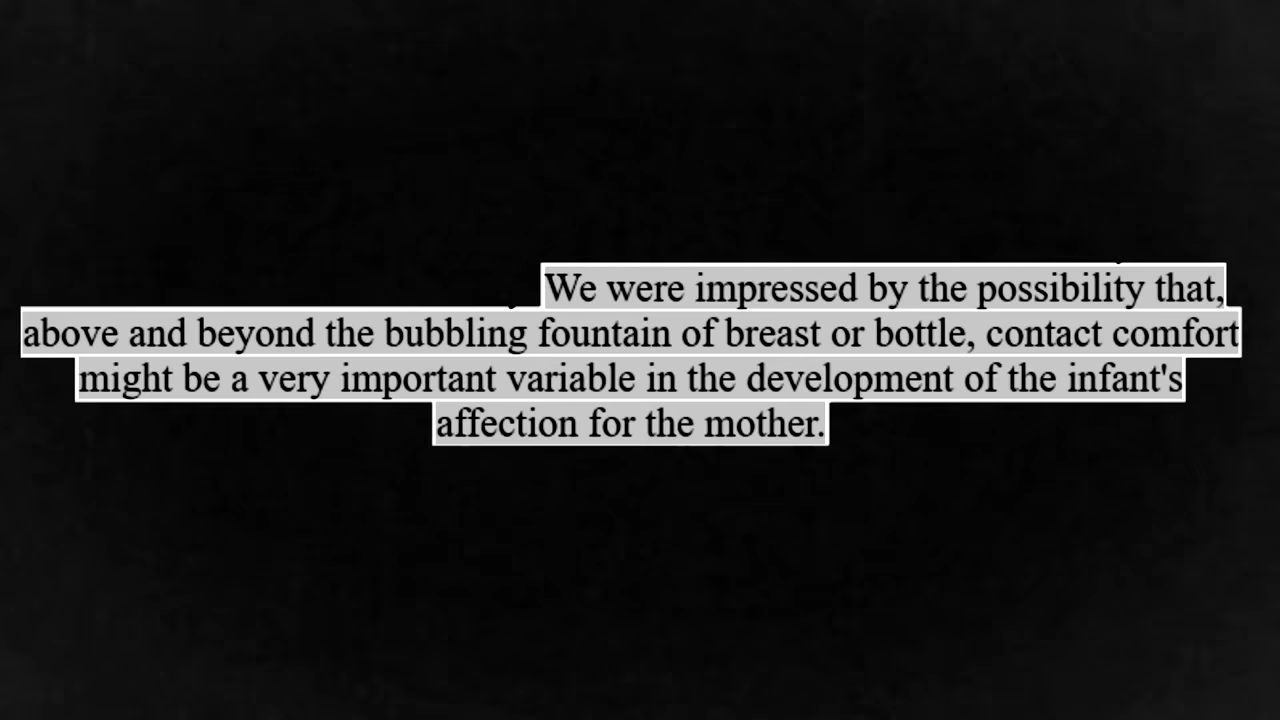 We were impressed by the possibility that,
above and beyond the bubbling fountain of breast or bottle, contact comfort
might be a very important variable in the development of the infant's
affection for the mother.